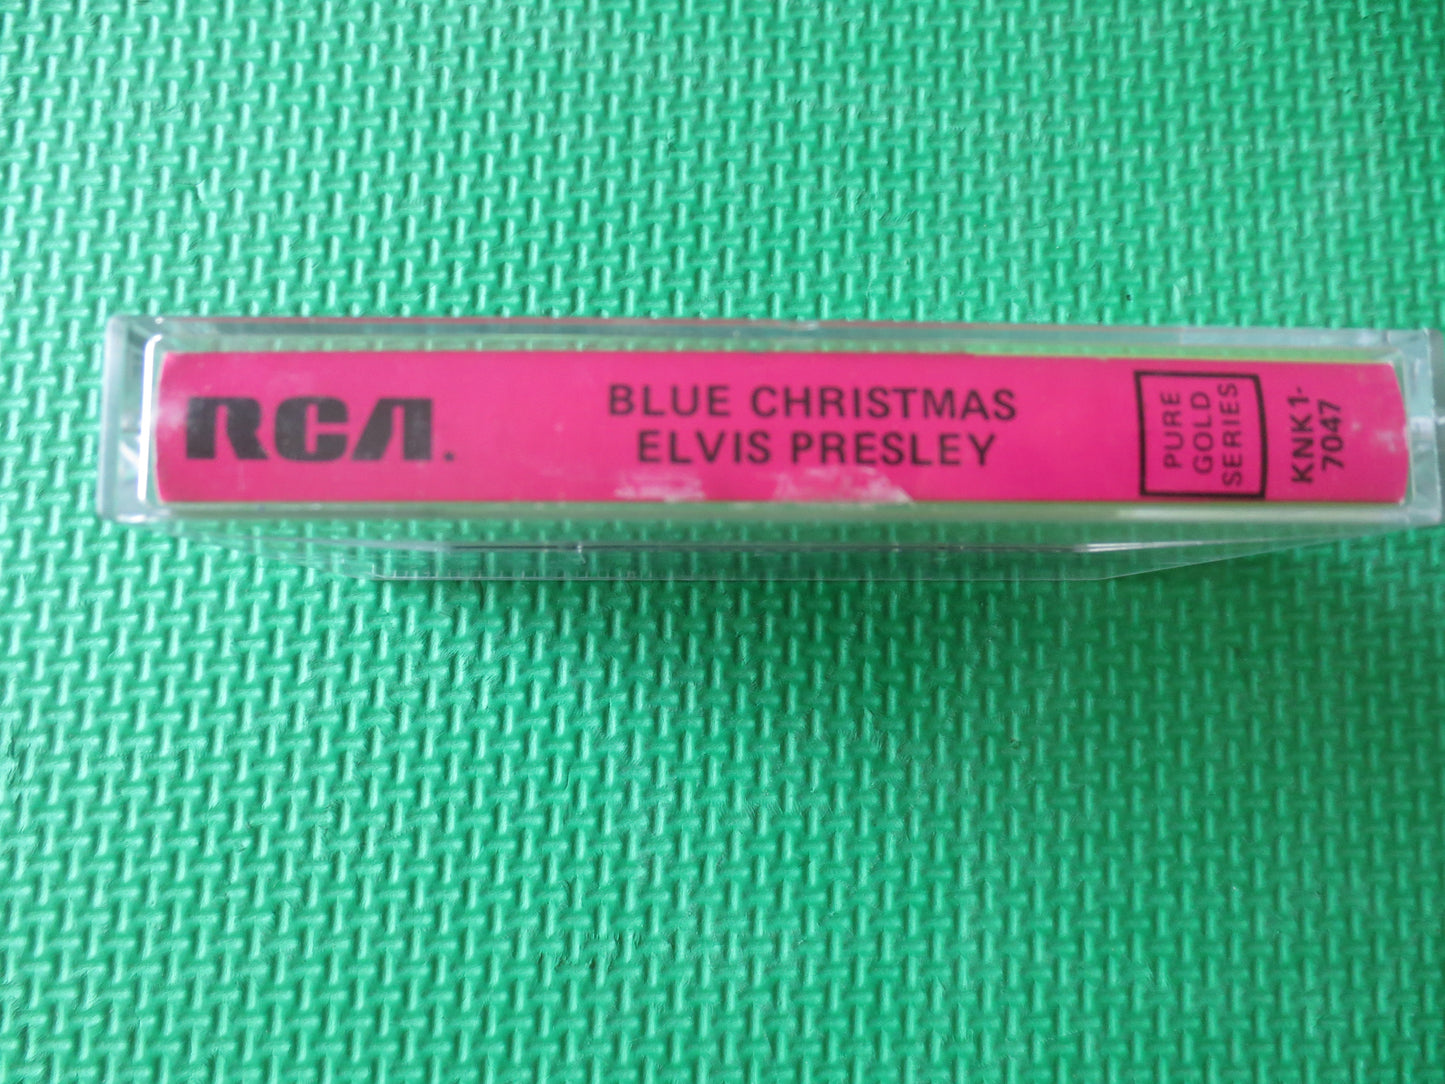 RCA.
BLUE CHRISTMAS
ELVIS PRESLEY
PURE
GOLD
SERIES
KNK1-
7047